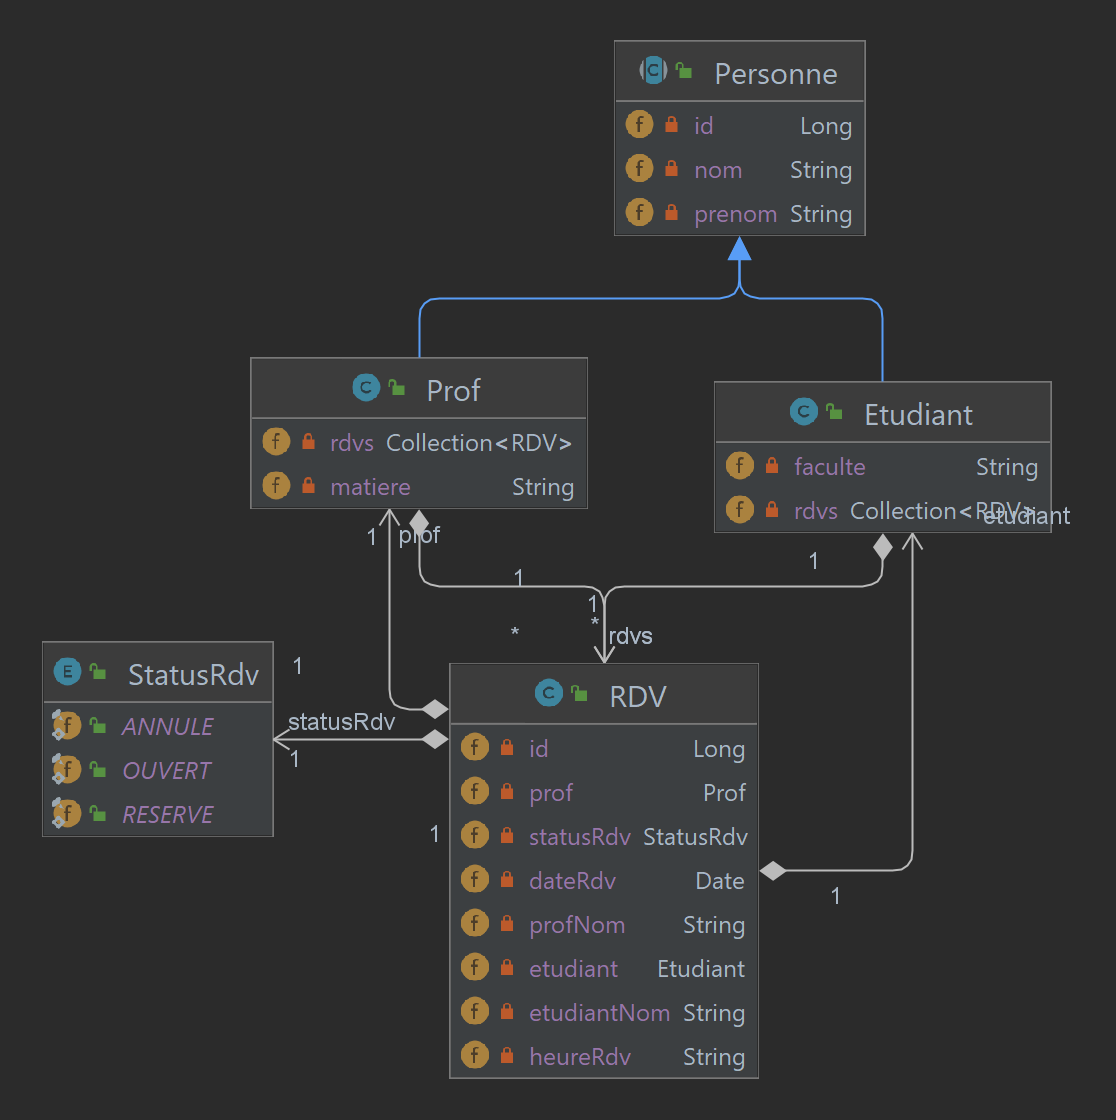 Personne
id Long
nom String
prenom String
Prof
rdvs Collection<RDV>
matiere String
Etudiant
faculte String
rdvs Collection<RDV>
etudiant
1 prof
1
1
1
*
*
rdvs
StatusRdv
ANNULE
OUVERT
RESERVE
1
statusRdv
1
1
RDV
id Long
prof Prof
statusRdv StatusRdv
dateRdv Date
profNom String
etudiant Etudiant
etudiantNom String
heureRdv String
1